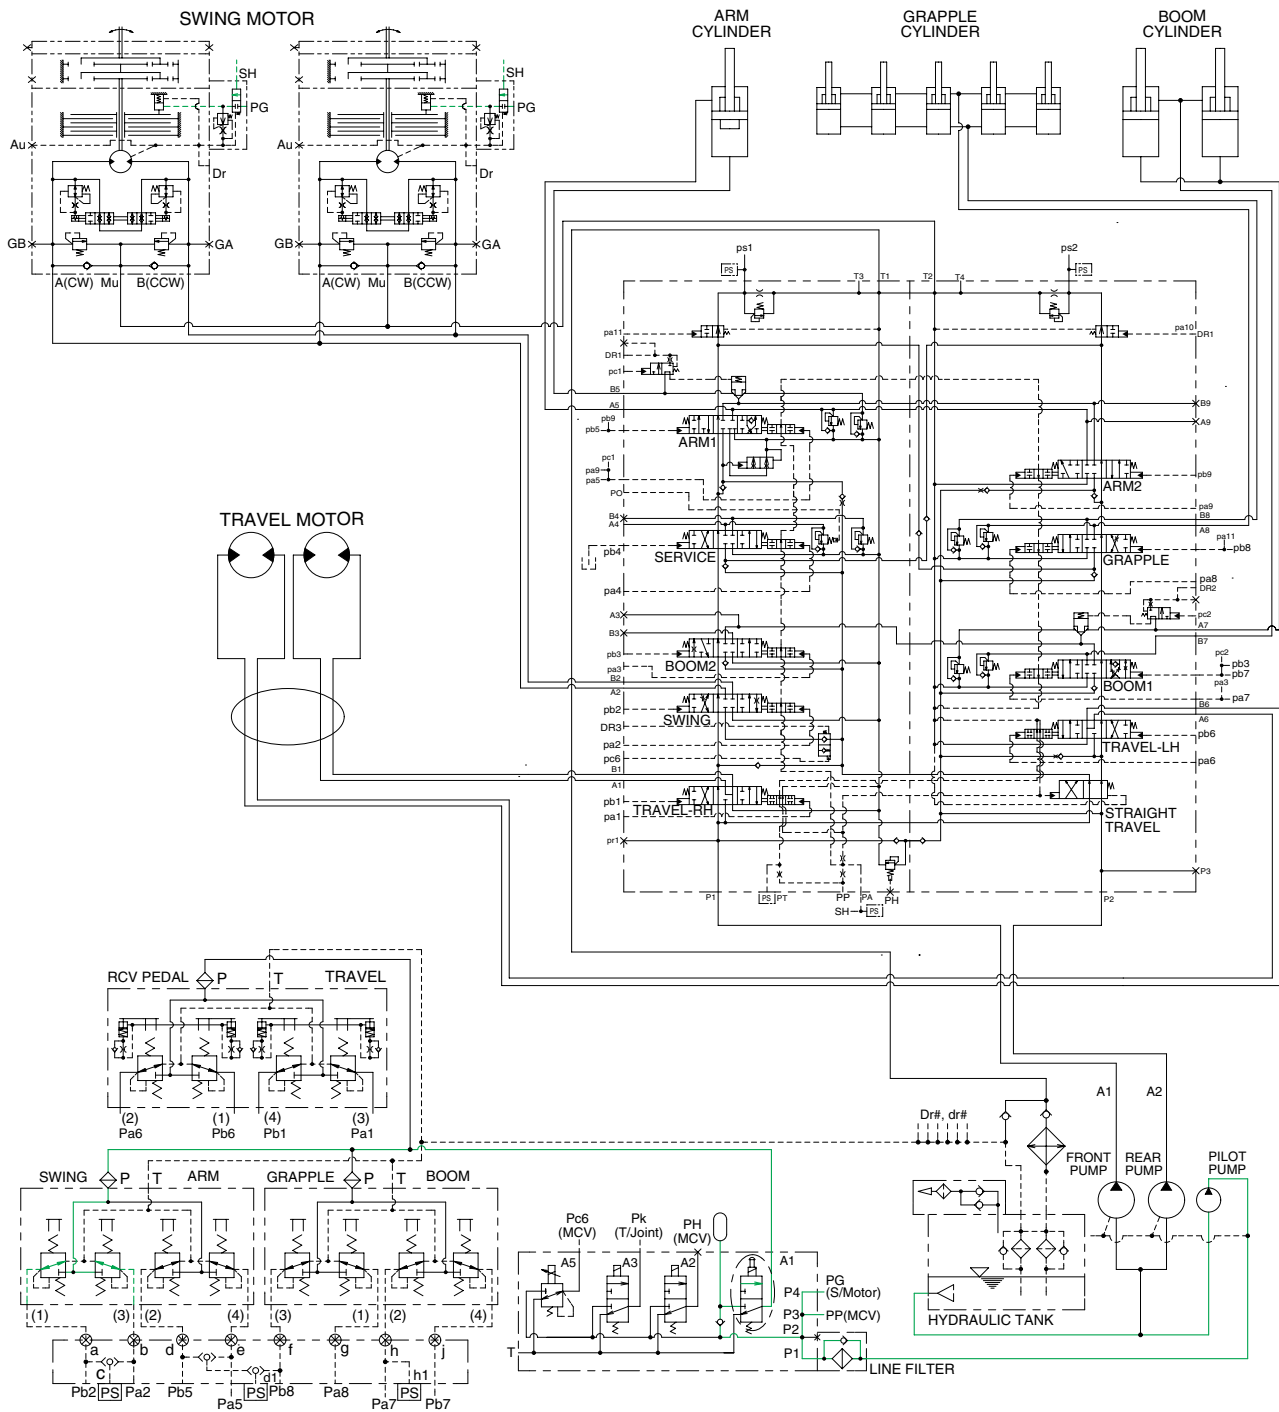 SWING MOTOR
ARM
CYLINDER
GRAPPLE
CYLINDER
BOOM
CYLINDER
SH
PG
Au
Dr
GB
GA
A(CW) Mu B(CCW)
SH
PG
Au
Dr
GB
GA
A(CW) Mu B(CCW)
ps1
PS
T3
T1
T2
T4
ps2
PS
pa11
DR1
pc1
B5
A5
pb9
pb5
ARM1
pc1
pa9
pa5
PO
B4
A4
pb4
SERVICE
pa4
A3
B3
pb3
BOOM2
pa3
B2
A2
pb2
SWING
DR3
pa2
pc6
B1
A1
pb1
TRAVEL-RH
pa1
pr1
pa10
DR1
B9
A9
pb9
ARM2
pa9
B8
A8
pa11
pb8
GRAPPLE
pa8
DR2
pc2
A7
B7
pc2
pb3
pb7
BOOM1
pa3
pa7
B6
A6
pb6
TRAVEL-LH
pa6
STRAIGHT
TRAVEL
P3
P1
PS
PT
PP
PA
PH
SH
PS
P2
TRAVEL MOTOR
RCV PEDAL
P
T
TRAVEL
(2)
(1)
(4)
(3)
Pa6
Pb6
Pb1
Pa1
SWING
P
T
ARM
GRAPPLE
P
T
BOOM
(1)
(3)
(2)
(4)
(3)
(1)
(2)
(4)
a
b
d
e
f
g
h
j
c
d1
h1
Pb2
PS
Pa2
Pb5
Pa5
PS
Pb8
Pa8
Pa7
PS
Pb7
Pc6
(MCV)
Pk
(T/Joint)
PH
(MCV)
A5
A3
A2
A1
T
P4
PG
(S/Motor)
P3
PP(MCV)
P2
P1
LINE FILTER
Dr#, dr#
A1
A2
FRONT
PUMP
REAR
PUMP
PILOT
PUMP
HYDRAULIC TANK